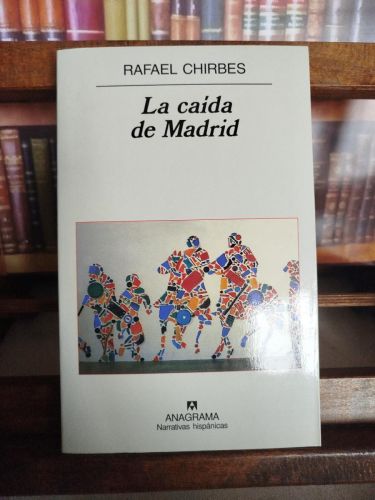 RAFAEL CHIRBES
La caída
de Madrid
ANAGRAMA
Narrativas hispánicas